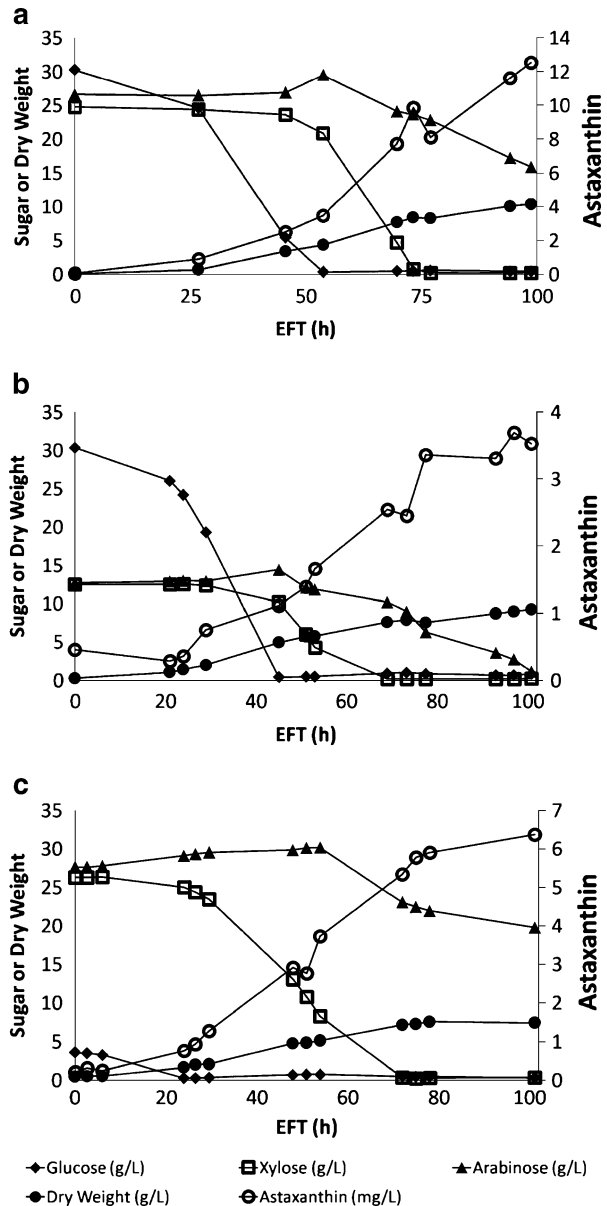 a
35 14
30 12
25 10
20 8
15 6
10 4
5 2
0 0
Sugar or Dry Weight
Astaxanthin
0 25 50 75 100
EFT (h)
b
35 4
30
25 3
20
15 2
10 1
5
0 0
Sugar or Dry Weight
Astaxanthin
0 20 40 60 80 100
EFT (h)
c
35 7
30 6
25 5
20 4
15 3
10 2
5 1
0 0
Sugar or Dry Weight
Astaxanthin
0 20 40 60 80 100
EFT (h)
Glucose (g/L) Xylose (g/L) Arabinose (g/L)
Dry Weight (g/L) Astaxanthin (mg/L)